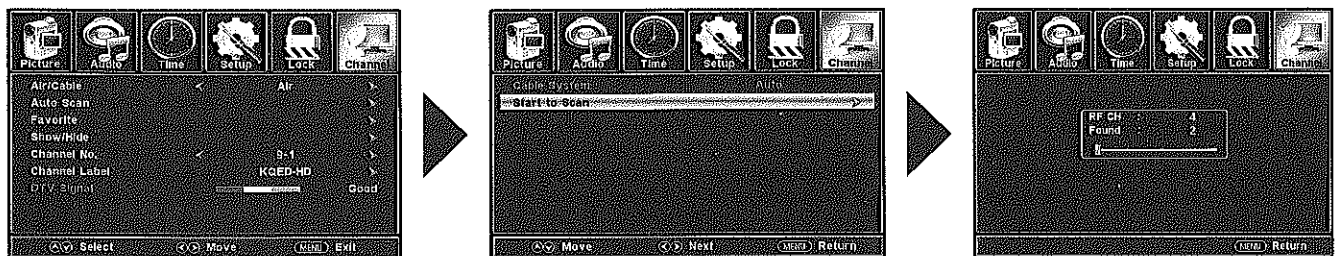 Picture Audio Time Setup Lock Channel
Air/Cable Air
Auto Scan
Favorite
Show/Hide
Channel No. 9-1
Channel Label KQED-HD
DTV Signal Good
Select Move MENU Exit
Picture Audio Time Setup Lock Channel
Cable System Auto
Start to Scan
Move Next MENU Return
Picture Audio Time Setup Lock Channel
RF CH : 4
Found : 2
MENU Return